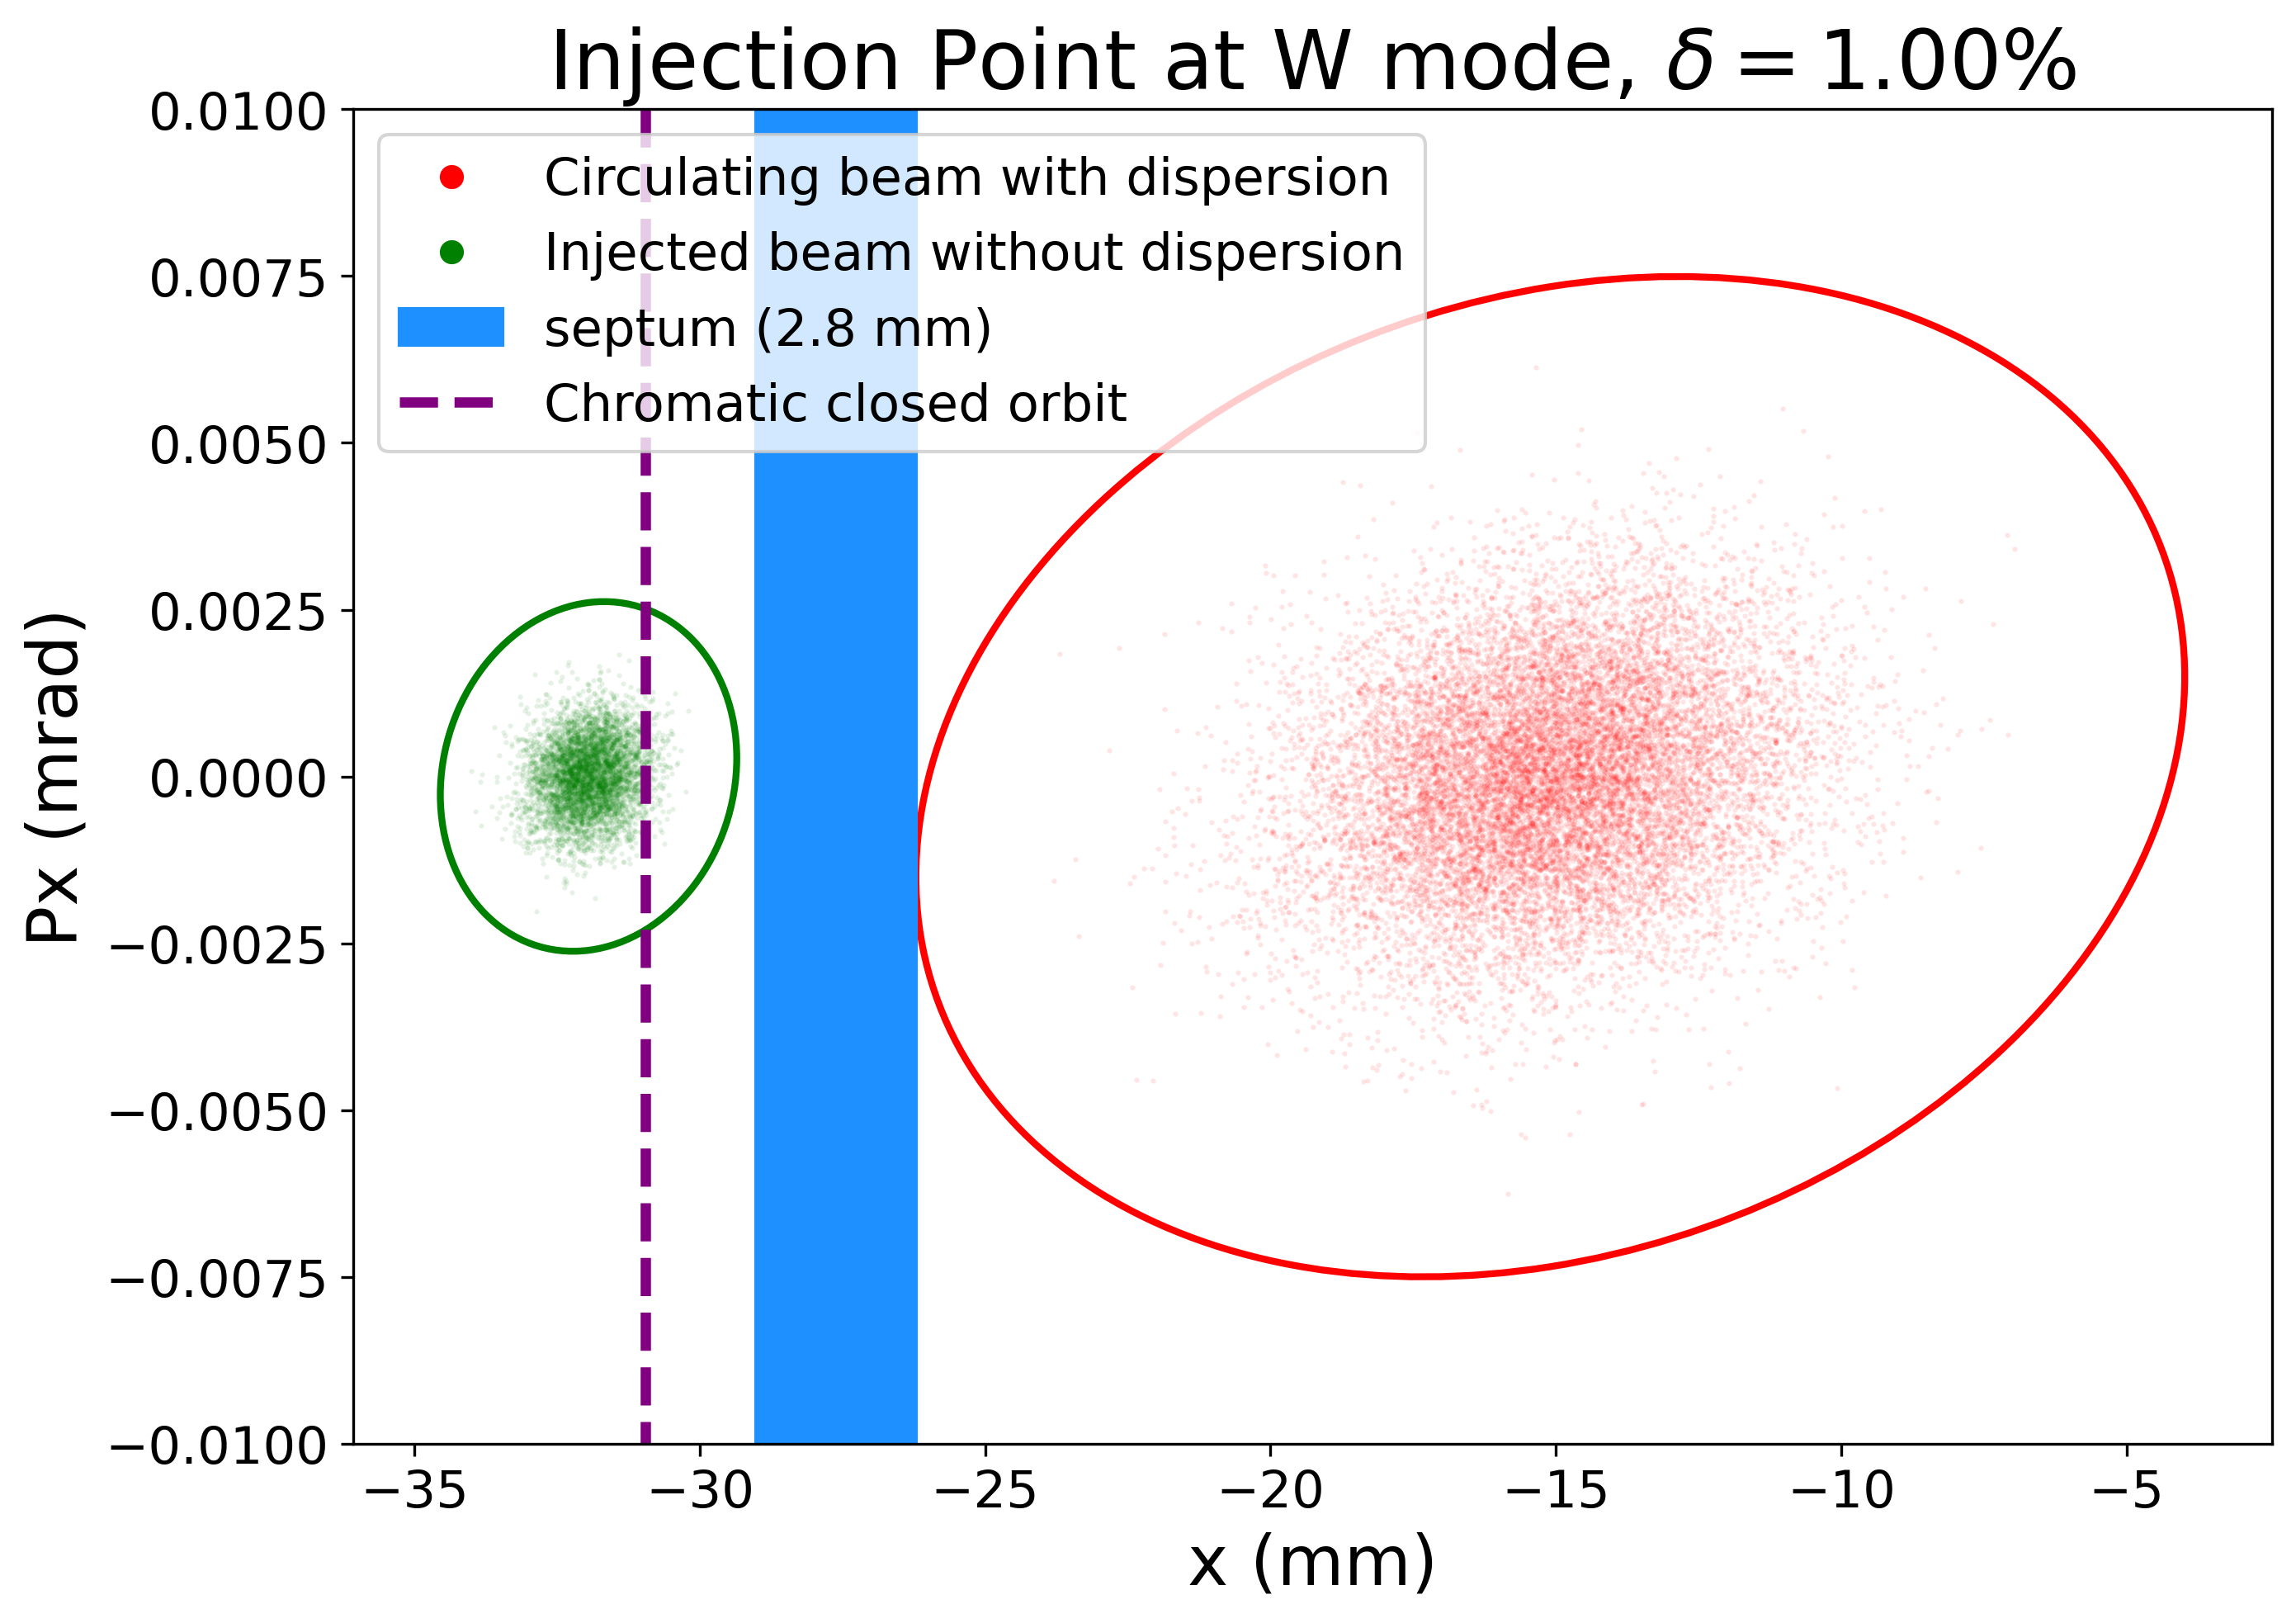 Injection Point at W mode, δ = 1.00%
0.0100
0.0075
0.0050
0.0025
0.0000
−0.0025
−0.0050
−0.0075
−0.0100
Px (mrad)
Circulating beam with dispersion
Injected beam without dispersion
septum (2.8 mm)
Chromatic closed orbit
−35 −30 −25 −20 −15 −10 −5
x (mm)